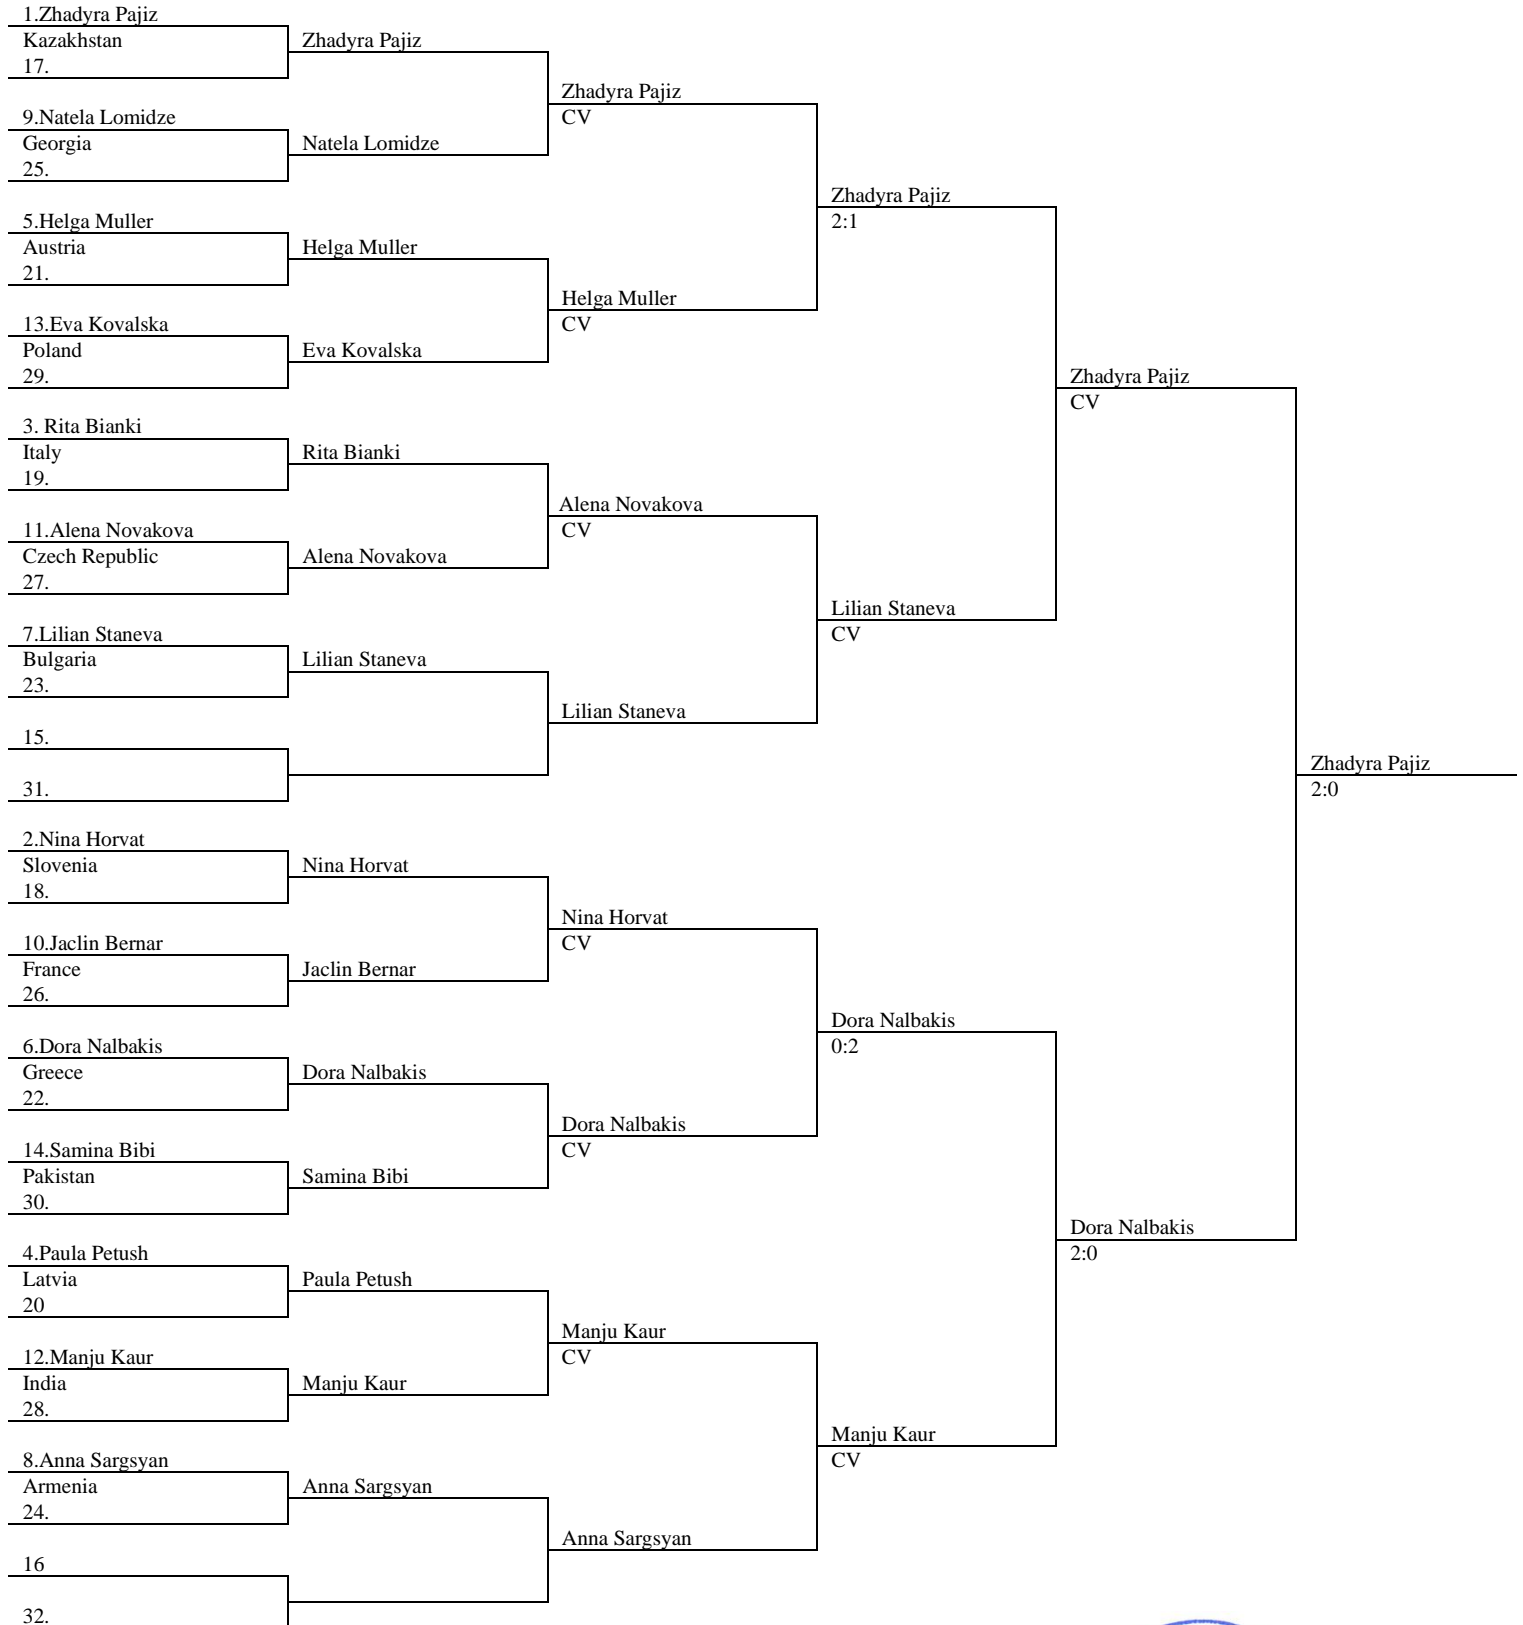 1.Zhadyra Pajiz
Kazakhstan
17.
9.Natela Lomidze
Georgia
25.
5.Helga Muller
Austria
21.
13.Eva Kovalska
Poland
29.
3. Rita Bianki
Italy
19.
11.Alena Novakova
Czech Republic
27.
7.Lilian Staneva
Bulgaria
23.
15.
31.
2.Nina Horvat
Slovenia
18.
10.Jaclin Bernar
France
26.
6.Dora Nalbakis
Greece
22.
14.Samina Bibi
Pakistan
30.
4.Paula Petush
Latvia
20
12.Manju Kaur
India
28.
8.Anna Sargsyan
Armenia
24.
16
32.
Zhadyra Pajiz
Natela Lomidze
Helga Muller
Eva Kovalska
Rita Bianki
Alena Novakova
Lilian Staneva
Nina Horvat
Jaclin Bernar
Dora Nalbakis
Samina Bibi
Paula Petush
Manju Kaur
Anna Sargsyan
Zhadyra Pajiz
CV
Helga Muller
CV
Alena Novakova
CV
Lilian Staneva
Nina Horvat
CV
Dora Nalbakis
CV
Manju Kaur
CV
Anna Sargsyan
Zhadyra Pajiz
2:1
Lilian Staneva
CV
Dora Nalbakis
0:2
Manju Kaur
CV
Zhadyra Pajiz
CV
Dora Nalbakis
2:0
Zhadyra Pajiz
2:0